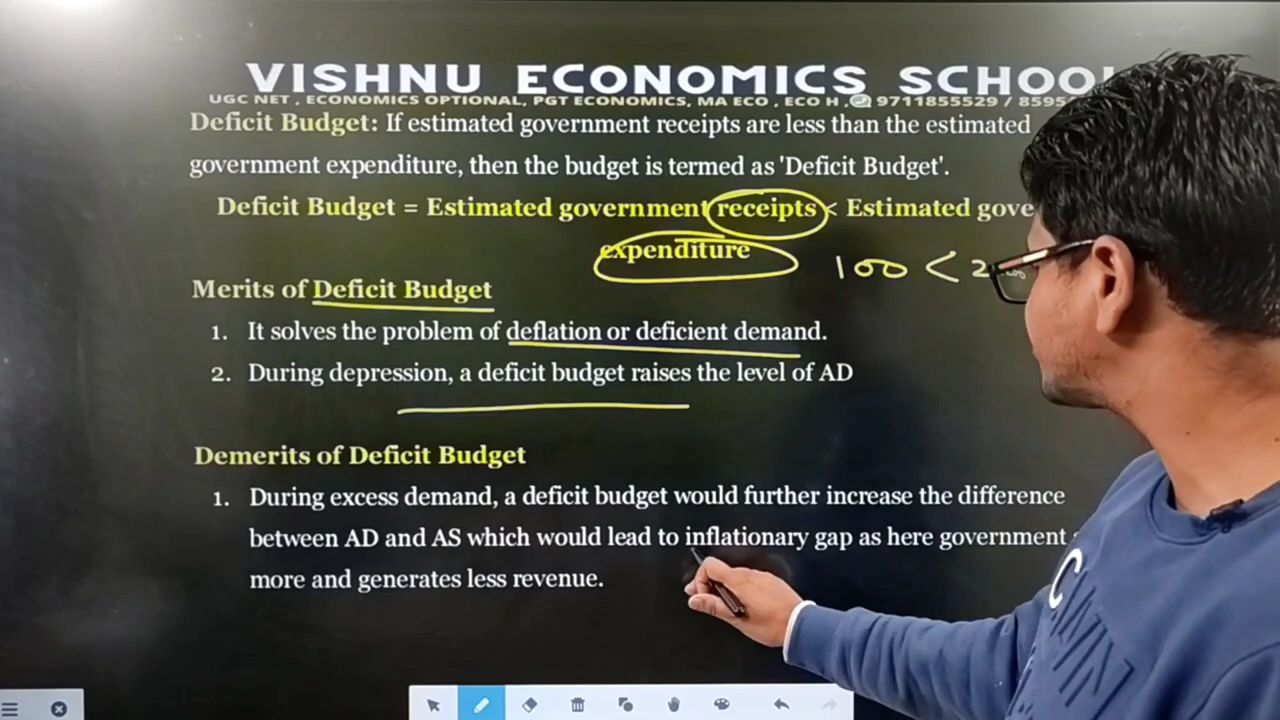 VISHNU ECONOMICS SCHOOL
UGC NET , ECONOMICS OPTIONAL, PGT ECONOMICS, MA ECO , ECO H , 9711855529 / 8595
Deficit Budget: If estimated government receipts are less than the estimated
government expenditure, then the budget is termed as 'Deficit Budget'.
Deficit Budget = Estimated government receipts < Estimated gove
expenditure
100 < 2
Merits of Deficit Budget
1. It solves the problem of deflation or deficient demand.
2. During depression, a deficit budget raises the level of AD
Demerits of Deficit Budget
1. During excess demand, a deficit budget would further increase the difference
between AD and AS which would lead to inflationary gap as here government
more and generates less revenue.
C